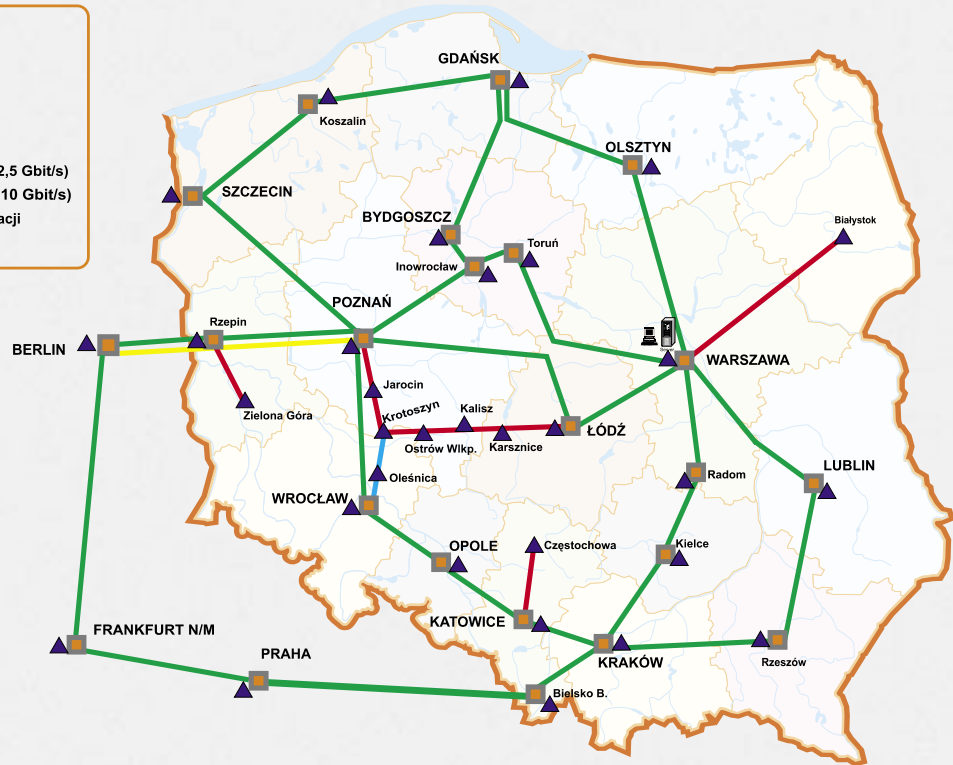 2,5 Gbit/s)
10 Gbit/s)
acji
GDAŃSK
Koszalin
OLSZTYN
SZCZECIN
BYDGOSZCZ
Białystok
Toruń
Inowrocław
POZNAŃ
Rzepin
BERLIN
WARSZAWA
Jarocin
Zielona Góra
Krotoszyn
Kalisz
ŁÓDŹ
Ostrów Wlkp.
Karsznice
LUBLIN
Radom
Oleśnica
WROCŁAW
OPOLE
Częstochowa
Kielce
KATOWICE
FRANKFURT N/M
PRAHA
KRAKÓW
Rzeszów
Bielsko B.